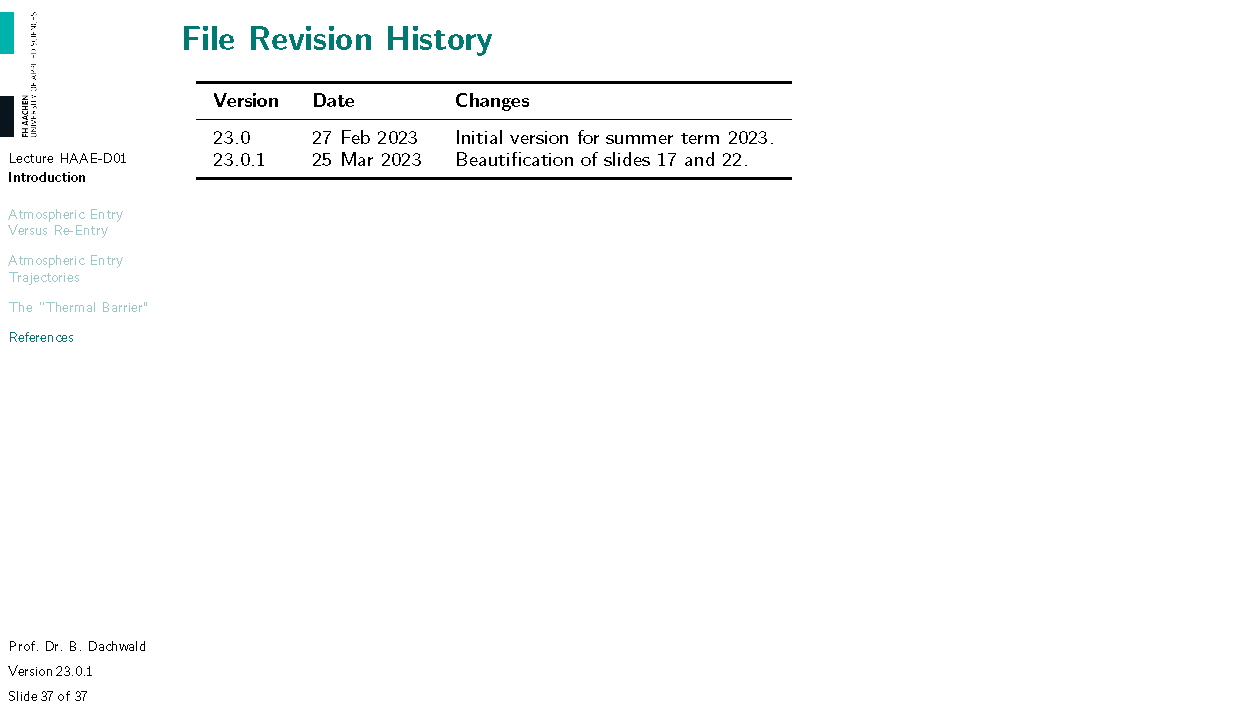 FH AACHEN
UNIVERSITY OF APPLIED SCIENCES
Lecture HAAE-D01
Introduction
Atmospheric Entry
Versus Re-Entry
Atmospheric Entry
Trajectories
The "Thermal Barrier"
References
File Revision History
Version Date Changes
23.0 27 Feb 2023 Initial version for summer term 2023.
23.0.1 25 Mar 2023 Beautification of slides 17 and 22.
Prof. Dr. B. Dachwald
Version 23.0.1
Slide 37 of 37